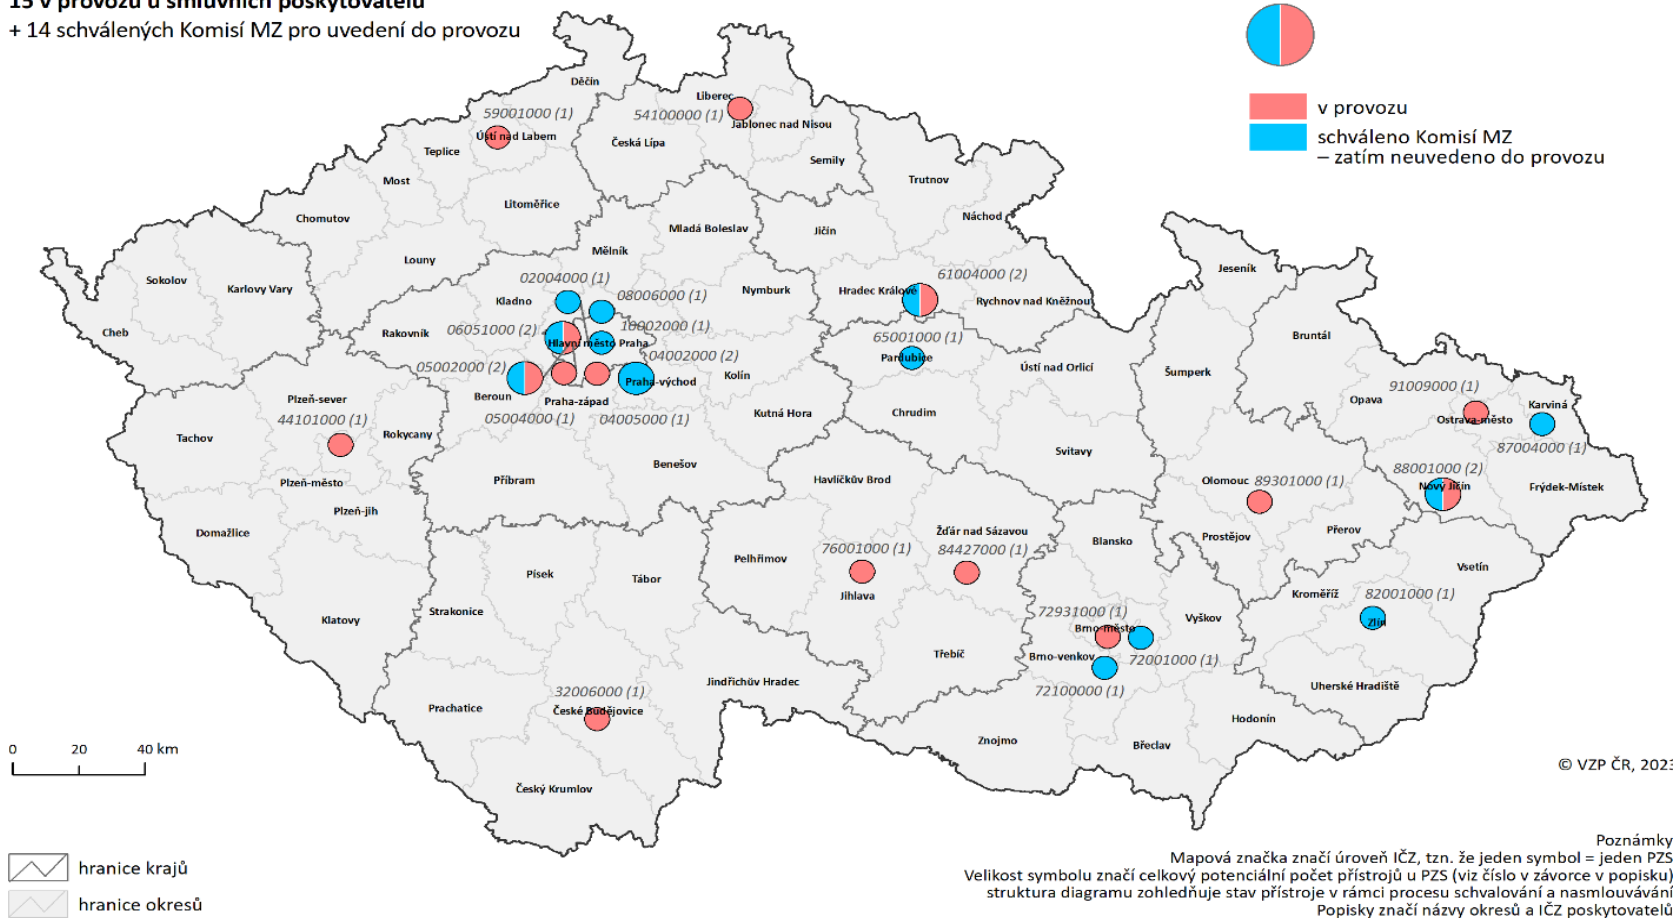 15 v provozu u smluvních poskytovatelů
+ 14 schválených Komisí MZ pro uvedení do provozu
v provozu
schváleno Komisí MZ
– zatím neuvedeno do provozu
Děčín
Liberec
59001000 (1)
54100000 (1)
Jablonec nad Nisou
Ústí nad Labem
Česká Lípa
Teplice
Semily
Most
Trutnov
Litoměřice
Chomutov
Náchod
Mladá Boleslav
Jičín
Mělník
Louny
Jeseník
Sokolov
02004000 (1)
61004000 (2)
Karlovy Vary
Nymburk
Hradec Králové
08006000 (1)
Kladno
Rychnov nad Kněžnou
Cheb
Rakovník
06051000 (2)
10002000 (1)
65001000 (1)
Bruntál
Hlavní město Praha
04002000 (2)
Pardubice
05002000 (2)
Kolín
Ústí nad Orlicí
Šumperk
Praha-východ
91009000 (1)
Beroun
Plzeň-sever
Praha-západ
Opava
Karviná
44101000 (1)
05004000 (1)
04005000 (1)
Kutná Hora
Chrudim
Ostrava-město
Tachov
Rokycany
87004000 (1)
Svitavy
Benešov
88001000 (2)
Příbram
Havlíčkův Brod
Olomouc
89301000 (1)
Nový Jičín
Frýdek-Místek
Plzeň-město
Plzeň-jih
Domažlice
Žďár nad Sázavou
Přerov
Prostějov
Blansko
76001000 (1)
84427000 (1)
Pelhřimov
Vsetín
Písek
Tábor
Jihlava
Kroměříž
82001000 (1)
Strakonice
72931000 (1)
Klatovy
Vyškov
Zlín
Brno-město
Třebíč
Brno-venkov
72001000 (1)
Jindřichův Hradec
Uherské Hradiště
32006000 (1)
72100000 (1)
Prachatice
České Budějovice
Hodonín
Znojmo
Břeclav
0 20 40 km
© VZP ČR, 2023
Český Krumlov
hranice krajů
hranice okresů
Poznámky
Mapová značka značí úroveň IČZ, tzn. že jeden symbol = jeden PZS
Velikost symbolu značí celkový potenciální počet přístrojů u PZS (viz číslo v závorce v popisku)
struktura diagramu zohledňuje stav přístroje v rámci procesu schvalování a nasmlouvávání
Popisky značí názvy okresů a IČZ poskytovatelů